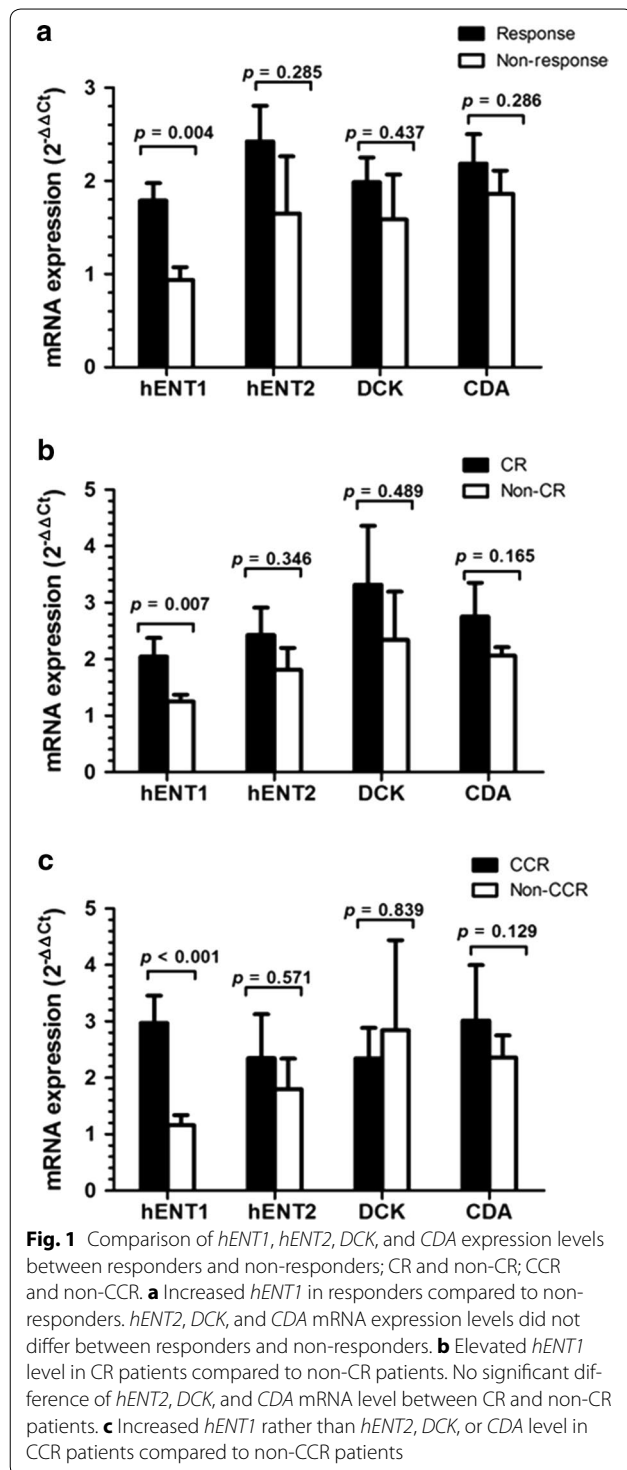 a
Response
Non-response
mRNA expression (2^-ΔΔCt)
3
2
1
0
p = 0.004
p = 0.285
p = 0.437
p = 0.286
hENT1 hENT2 DCK CDA
b
CR
Non-CR
mRNA expression (2^-ΔΔCt)
5
4
3
2
1
0
p = 0.007
p = 0.346
p = 0.489
p = 0.165
hENT1 hENT2 DCK CDA
c
CCR
Non-CCR
mRNA expression (2^-ΔΔCt)
5
4
3
2
1
0
p < 0.001
p = 0.571
p = 0.839
p = 0.129
hENT1 hENT2 DCK CDA
Fig. 1 Comparison of hENT1, hENT2, DCK, and CDA expression levels
between responders and non-responders; CR and non-CR; CCR
and non-CCR. a Increased hENT1 in responders compared to non-
responders. hENT2, DCK, and CDA mRNA expression levels did not
differ between responders and non-responders. b Elevated hENT1
level in CR patients compared to non-CR patients. No significant dif-
ference of hENT2, DCK, and CDA mRNA level between CR and non-CR
patients. c Increased hENT1 rather than hENT2, DCK, or CDA level in
CCR patients compared to non-CCR patients